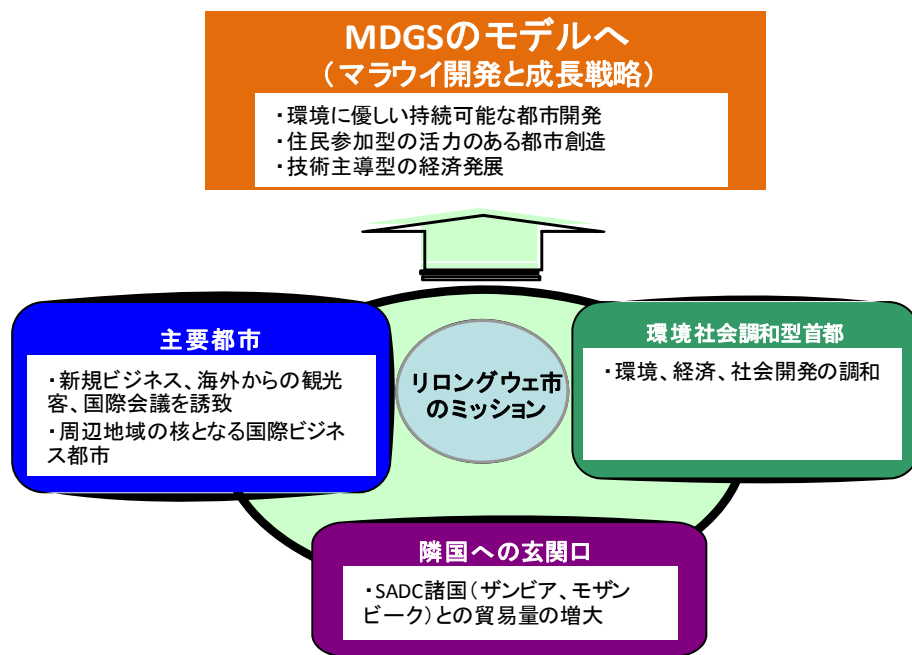 MDGSのモデルへ
(マラウイ開発と成長戦略)
・環境に優しい持続可能な都市開発
・住民参加型の活力のある都市創造
・技術主導型の経済発展
主要都市
・新規ビジネス、海外からの観光
客、国際会議を誘致
・周辺地域の核となる国際ビジネ
ス都市
リロングウェ市
のミッション
環境社会調和型首都
・環境、経済、社会開発の調和
隣国への玄関口
・SADC諸国(ザンビア、モザン
ビーク)との貿易量の増大